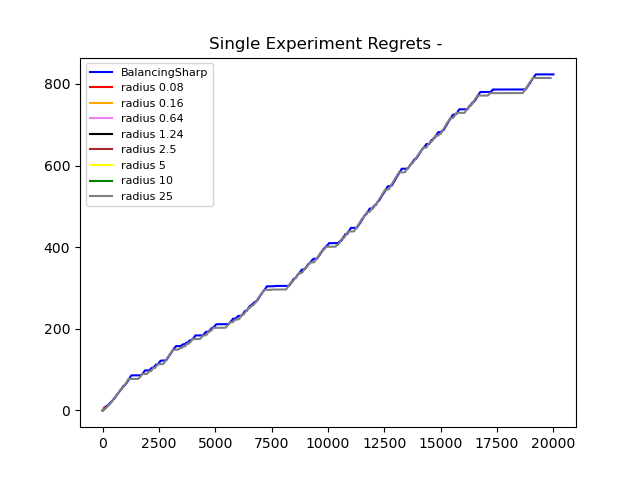 Single Experiment Regrets -
BalancingSharp
radius 0.08
radius 0.16
radius 0.64
radius 1.24
radius 2.5
radius 5
radius 10
radius 25
800
600
400
200
0
0 2500 5000 7500 10000 12500 15000 17500 20000